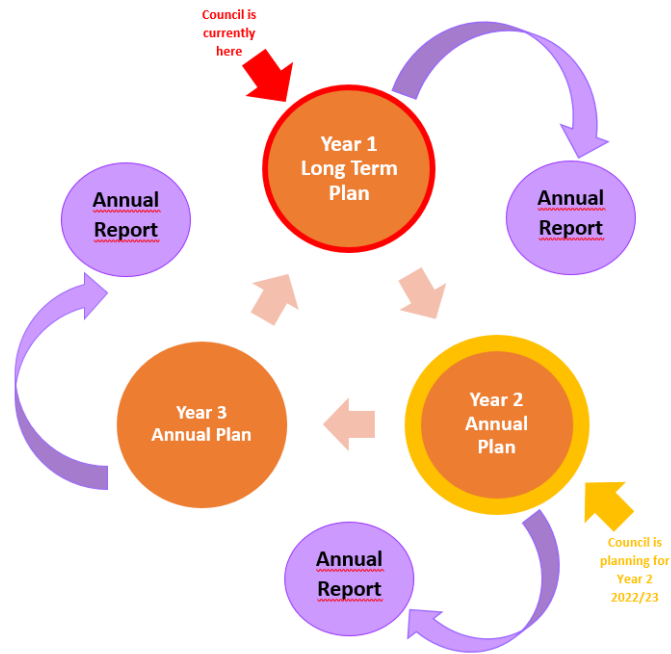 Council is
currently
here
Year 1
Long Term
Plan
Annual
Report
Annual
Report
Year 3
Annual Plan
Year 2
Annual
Plan
Annual
Report
Council is
planning for
Year 2
2022/23